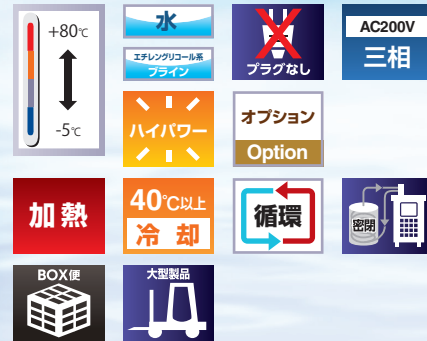 +80℃
-5℃
水
エチレングリコール系
ブライン
プラグなし
AC200V
三相
ハイパワー
オプション
Option
加熱
40℃以上
冷却
循環
密閉
BOX便
大型製品